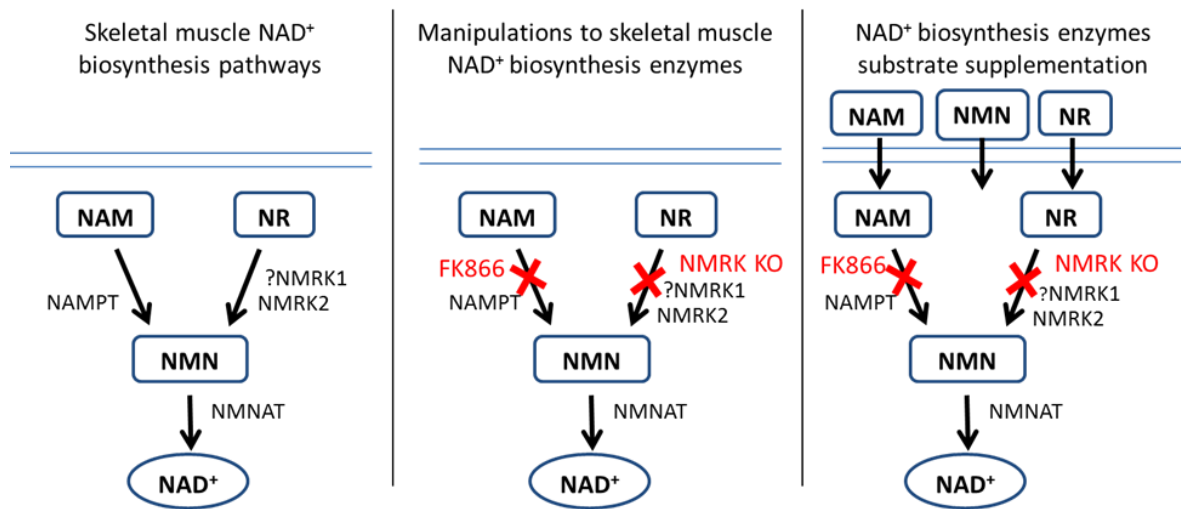 Skeletal muscle NAD⁺
biosynthesis pathways
NAM
NR
?NMRK1
NAMPT
NMRK2
NMN
NMNAT
NAD⁺
Manipulations to skeletal muscle
NAD⁺ biosynthesis enzymes
NAM
NR
FK866
NMRK KO
NAMPT
?NMRK1
NMRK2
NMN
NMNAT
NAD⁺
NAD⁺ biosynthesis enzymes
substrate supplementation
NAM
NMN
NR
NAM
NR
FK866
NMRK KO
NAMPT
?NMRK1
NMRK2
NMN
NMNAT
NAD⁺